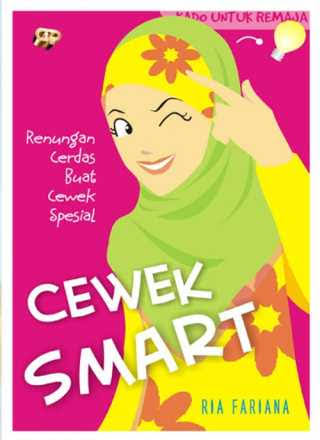 KADO UNTUK REMAJA
Renungan
Cerdas
Buat
Cewek
Spesial
CEWEK
SMART
RIA FARIANA